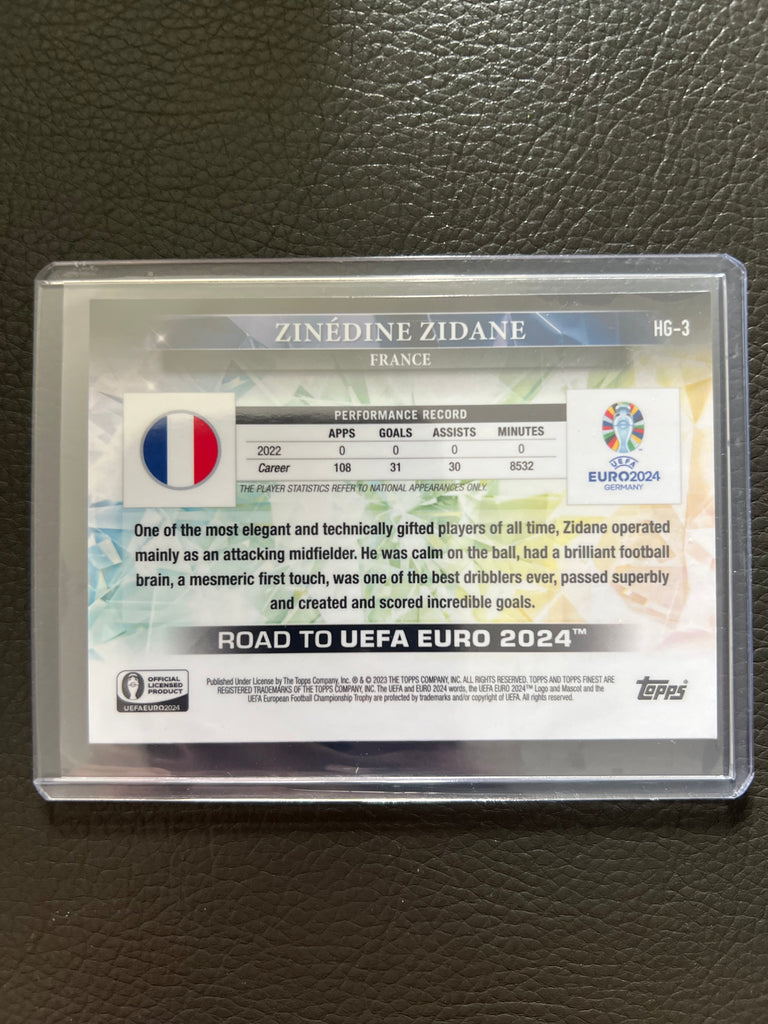 ZINÉDINE ZIDANE
HG-3
FRANCE
PERFORMANCE RECORD
APPS GOALS ASSISTS MINUTES
2022 0 0 0 0
Career 108 31 30 8532
THE PLAYER STATISTICS REFER TO NATIONAL APPEARANCES ONLY.
UEFA
EURO2024
GERMANY
One of the most elegant and technically gifted players of all time, Zidane operated
mainly as an attacking midfielder. He was calm on the ball, had a brilliant football
brain, a mesmeric first touch, was one of the best dribblers ever, passed superbly
and created and scored incredible goals.
ROAD TO UEFA EURO 2024™
OFFICIAL
LICENSED
PRODUCT
UEFAEURO2024
Published Under License by The Topps Company, Inc. ® & © 2023 THE TOPPS COMPANY, INC. ALL RIGHTS RESERVED. TOPPS AND TOPPS FINEST ARE
REGISTERED TRADEMARKS OF THE TOPPS COMPANY, INC. The UEFA and EURO 2024 words, the UEFA EURO 2024™ Logo and Mascot and the
UEFA European Football Championship Trophy are protected by trademarks and/or copyright of UEFA. All rights reserved.
topps®